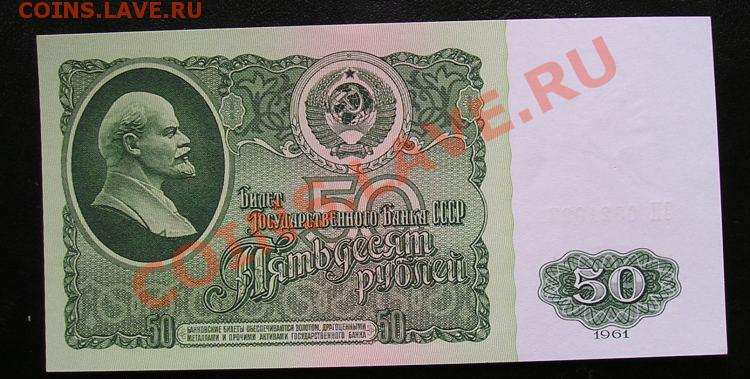 COINS.LAVE.RU
COINS.LAVE.RU
50
БИЛЕТ
ГОСУДАРСТВЕННОГО БАНКА СССР
ПЯТЬДЕСЯТ
РУБЛЕЙ
50
БАНКОВСКИЕ БИЛЕТЫ ОБЕСПЕЧИВАЮТСЯ ЗОЛОТОМ, ДРАГОЦЕННЫМИ
МЕТАЛЛАМИ И ПРОЧИМИ АКТИВАМИ ГОСУДАРСТВЕННОГО БАНКА
50
50
1961